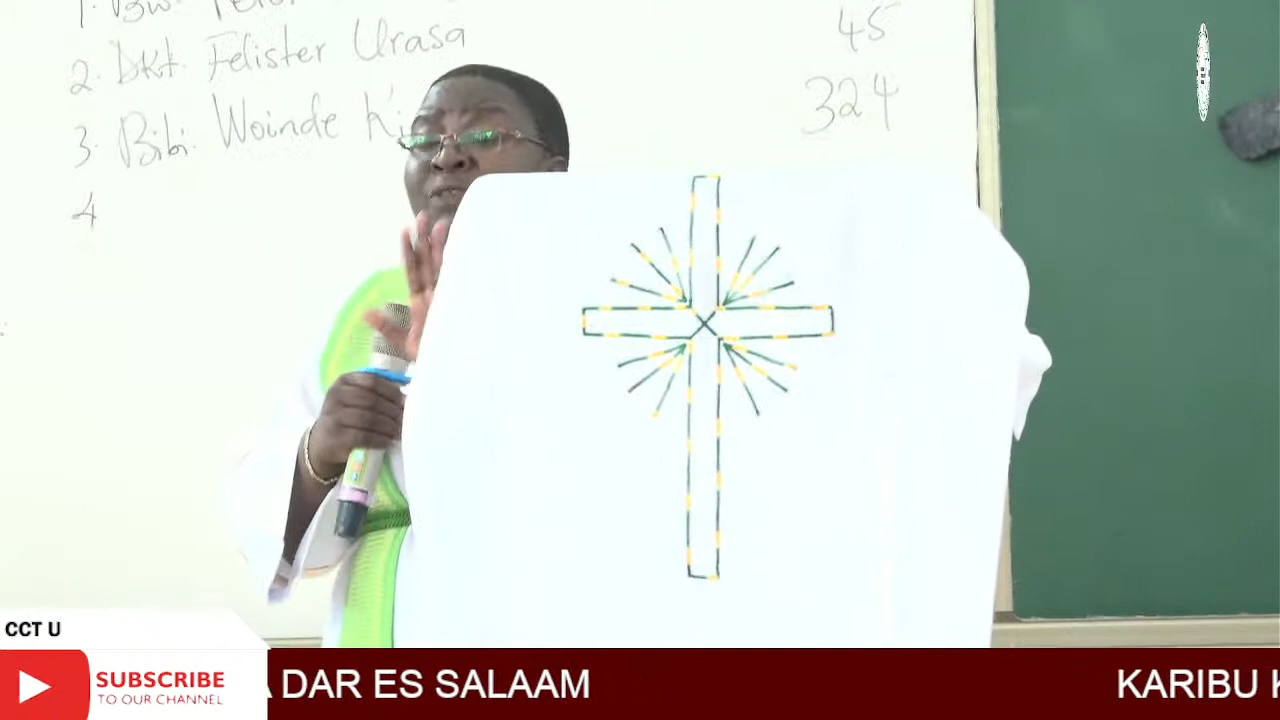 45
2. Dkt. Felister Urasa
324
3. Bibi. Woinde
4
CCT U
SUBSCRIBE
TO OUR CHANNEL
DAR ES SALAAM
KARIBU